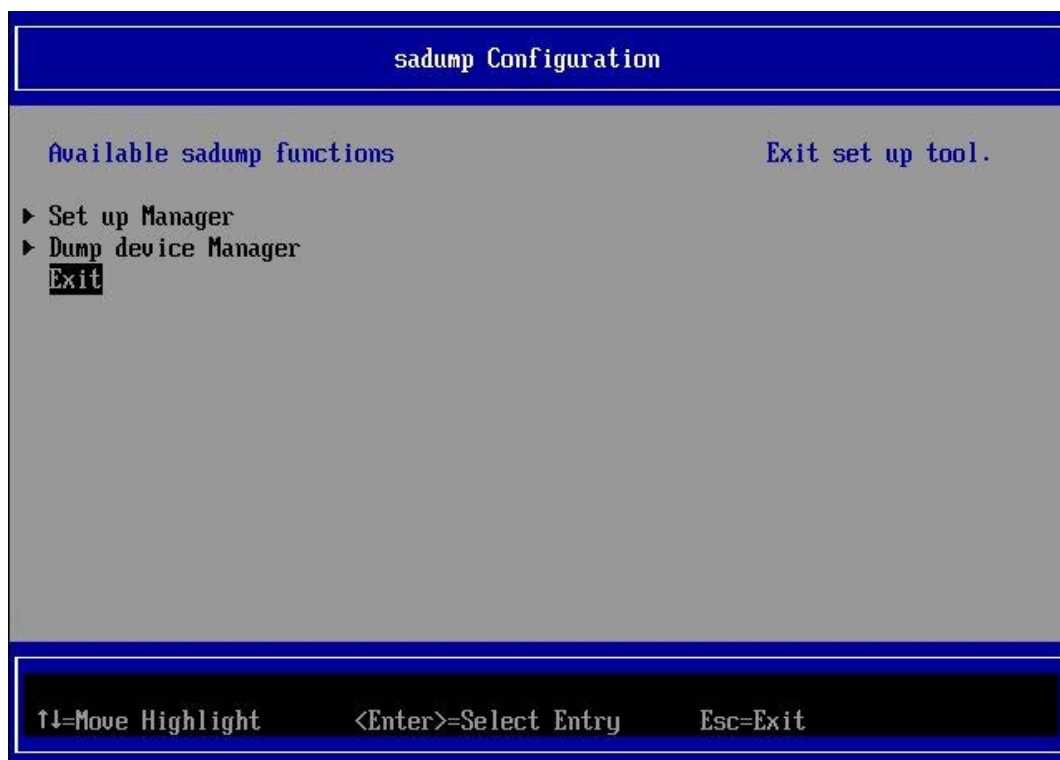 sadump Configuration
Available sadump functions
Exit set up tool.
▶ Set up Manager
▶ Dump device Manager
Exit
↑↓=Move Highlight <Enter>=Select Entry Esc=Exit